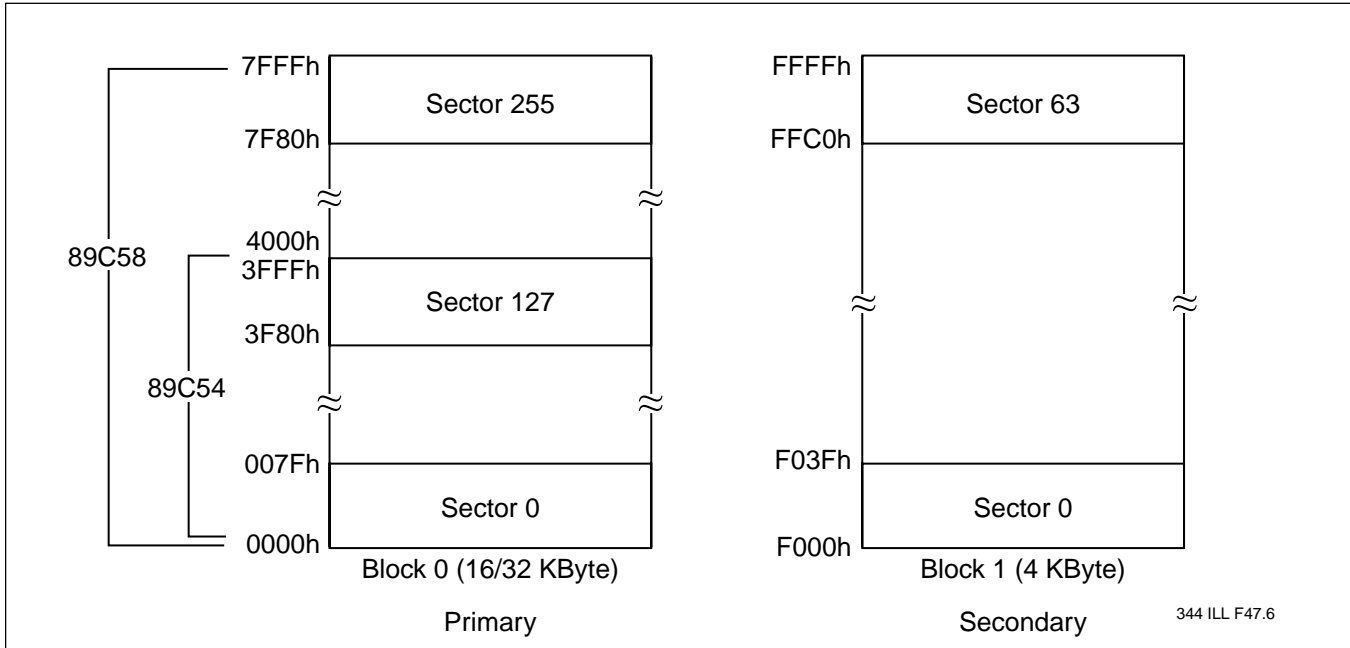 7FFFh
Sector 255
7F80h
4000h
89C58
3FFFh
Sector 127
3F80h
89C54
007Fh
Sector 0
0000h
Block 0 (16/32 KByte)
Primary
FFFFh
Sector 63
FFC0h
F03Fh
Sector 0
F000h
Block 1 (4 KByte)
Secondary
344 ILL F47.6